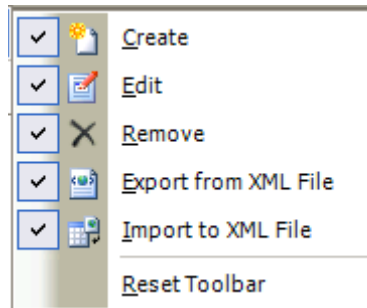 Create
Edit
Remove
Export from XML File
Import to XML File
Reset Toolbar